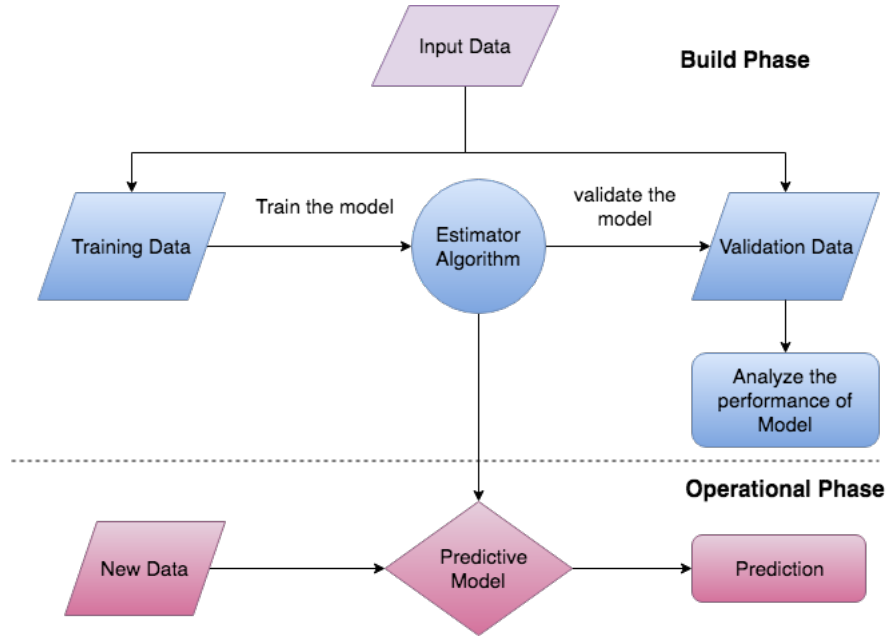 Input Data
Build Phase
Train the model
validate the
model
Training Data
Estimator
Algorithm
Validation Data
Analyze the
performance of
Model
Operational Phase
New Data
Predictive
Model
Prediction